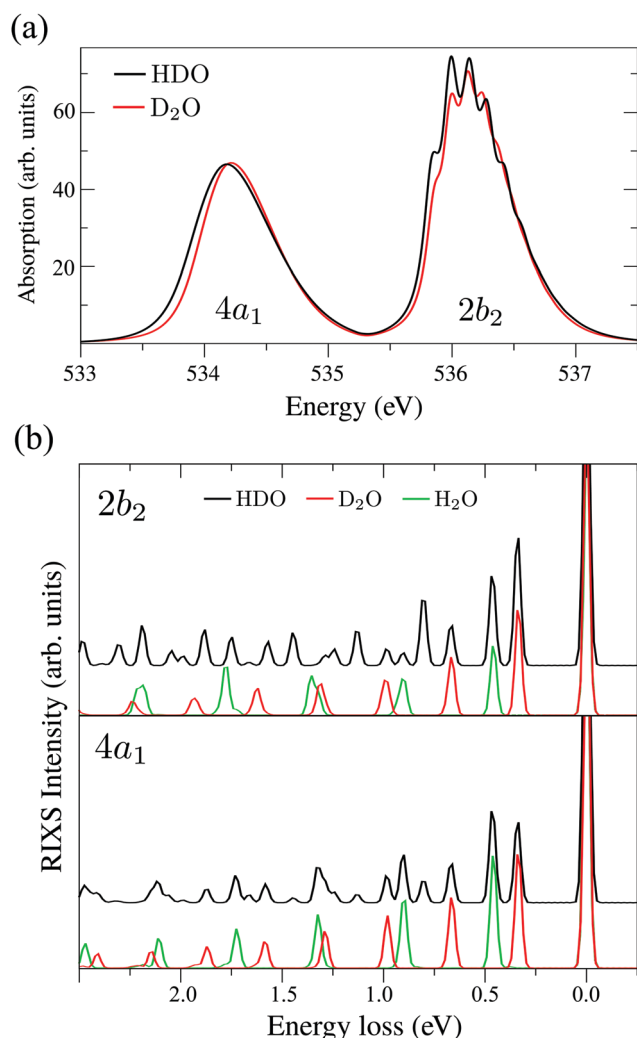 (a)
HDO
D₂O
60
40
20
Absorption (arb. units)
4a₁
2b₂
533
534
535
536
537
Energy (eV)
(b)
2b₂
HDO
D₂O
H₂O
4a₁
RIXS Intensity (arb. units)
2.0
1.5
1.0
0.5
0.0
Energy loss (eV)